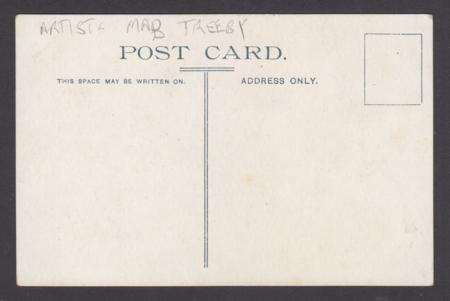 ARTIST- MAB TREEBY
POST CARD.
THIS SPACE MAY BE WRITTEN ON.
ADDRESS ONLY.